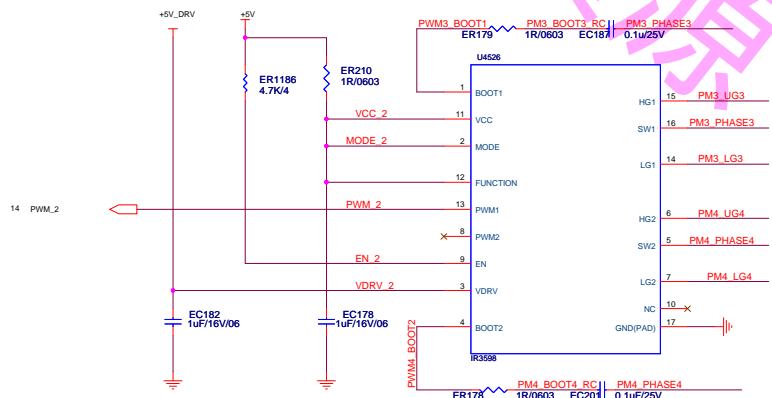 +5V_DRV
+5V
PWM3_BOOT1
PM3_BOOT3_RC
PM3_PHASE3
ER179
1R/0603
EC187
0.1u/25V
U4526
ER1186
4.7K/4
ER210
1R/0603
1 BOOT1
HG1 15 PM3_UG3
VCC_2 11 VCC
SW1 16 PM3_PHASE3
MODE_2 2 MODE
LG1 14 PM3_LG3
12 FUNCTION
14 PWM_2
PWM_2 13 PWM1
HG2 6 PM4_UG4
8 PWM2
SW2 5 PM4_PHASE4
EN_2 9 EN
LG2 7 PM4_LG4
VDRV_2 3 VDRV
NC 10
EC182
1uF/16V/06
EC178
1uF/16V/06
4 BOOT2
GND(PAD) 17
PWM4_BOOT2
IR3598
PM4_BOOT4_RC
PM4_PHASE4
ER178
1R/0603
EC201
0.1uF/25V
源